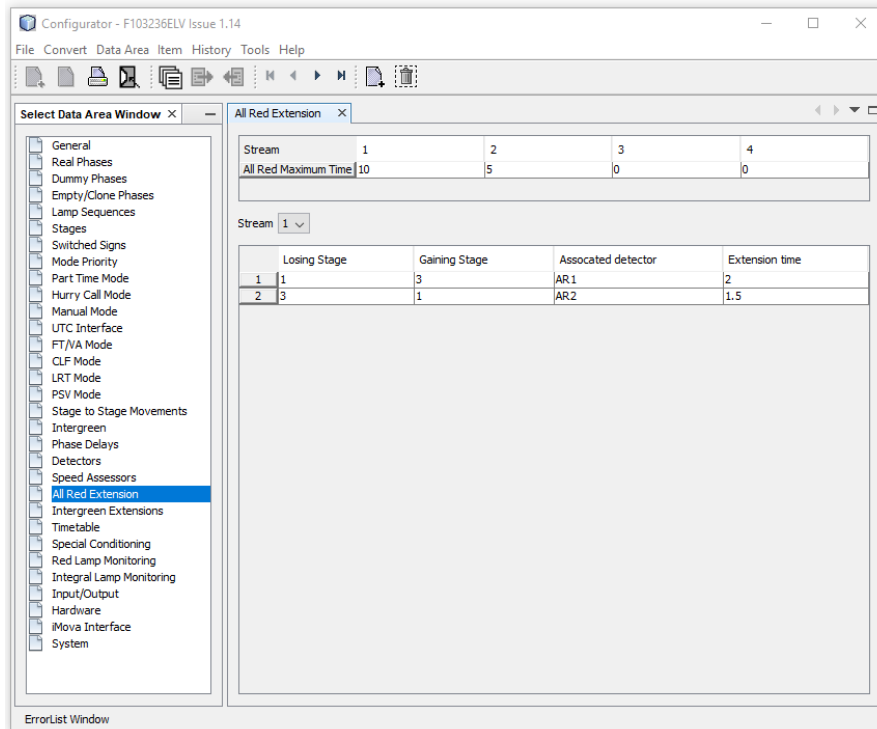 Configurator - F103236ELV Issue 1.14
File Convert Data Area Item History Tools Help
Select Data Area Window
All Red Extension
General
Real Phases
Dummy Phases
Empty/Clone Phases
Lamp Sequences
Stages
Switched Signs
Mode Priority
Part Time Mode
Hurry Call Mode
Manual Mode
UTC Interface
FT/VA Mode
CLF Mode
LRT Mode
PSV Mode
Stage to Stage Movements
Intergreen
Phase Delays
Detectors
Speed Assessors
All Red Extension
Intergreen Extensions
Timetable
Special Conditioning
Red Lamp Monitoring
Integral Lamp Monitoring
Input/Output
Hardware
iMova Interface
System
Stream 1 2 3 4
All Red Maximum Time 10 5 0 0
Stream 1
Losing Stage Gaining Stage Assocated detector Extension time
1 1 3 AR1 2
2 3 1 AR2 1.5
ErrorList Window